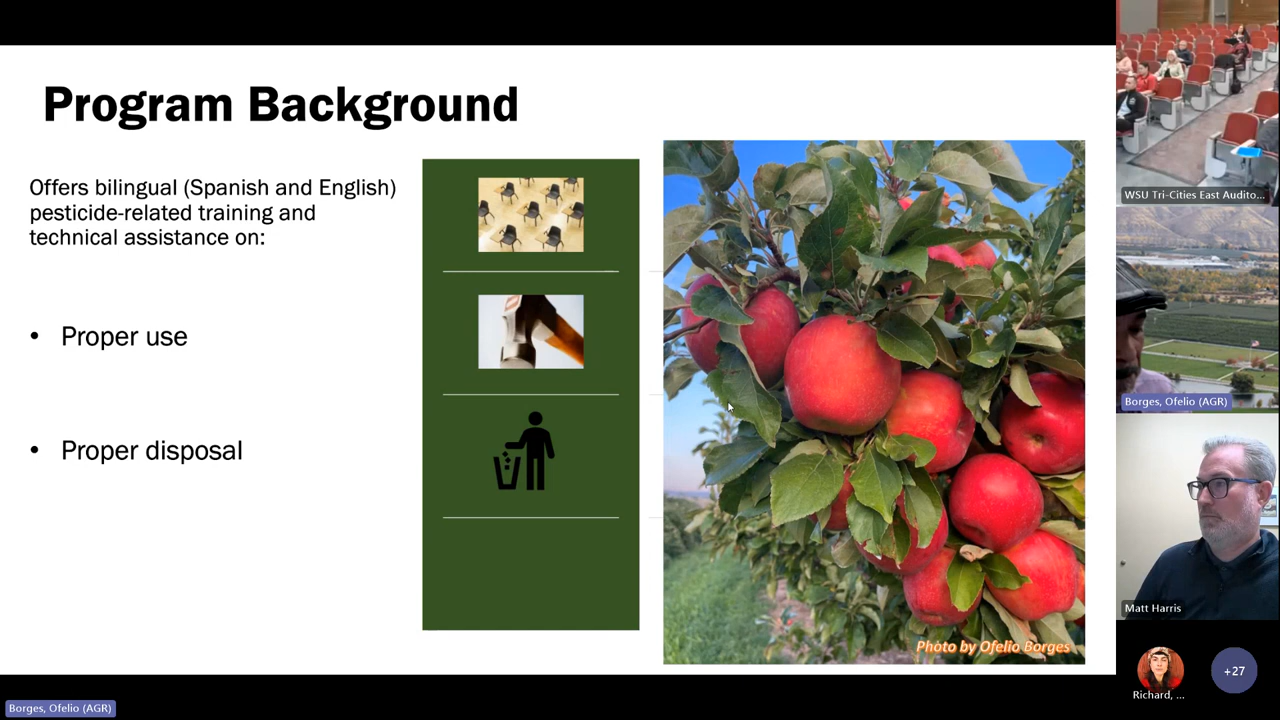 Program Background
Offers bilingual (Spanish and English)
pesticide-related training and
technical assistance on:
• Proper use
• Proper disposal
Photo by Ofelio Borges
WSU Tri-Cities East Audito...
Borges, Ofelio (AGR)
Matt Harris
Richard, ...
+27
Borges, Ofelio (AGR)